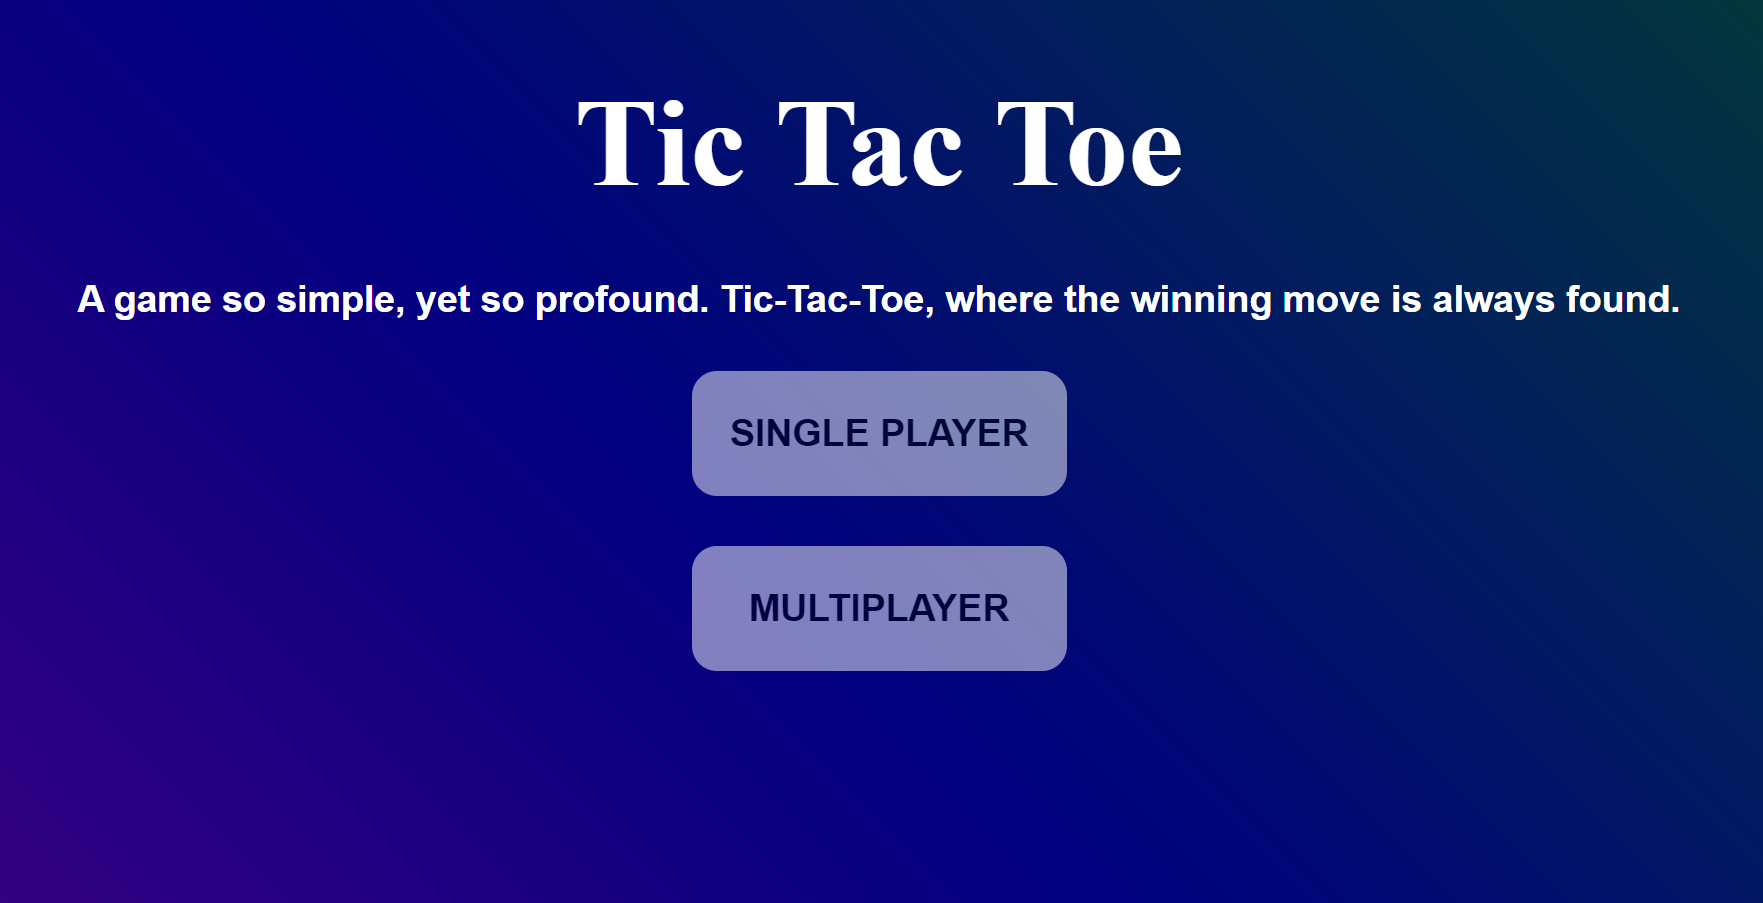 Tic Tac Toe
A game so simple, yet so profound. Tic-Tac-Toe, where the winning move is always found.
SINGLE PLAYER
MULTIPLAYER